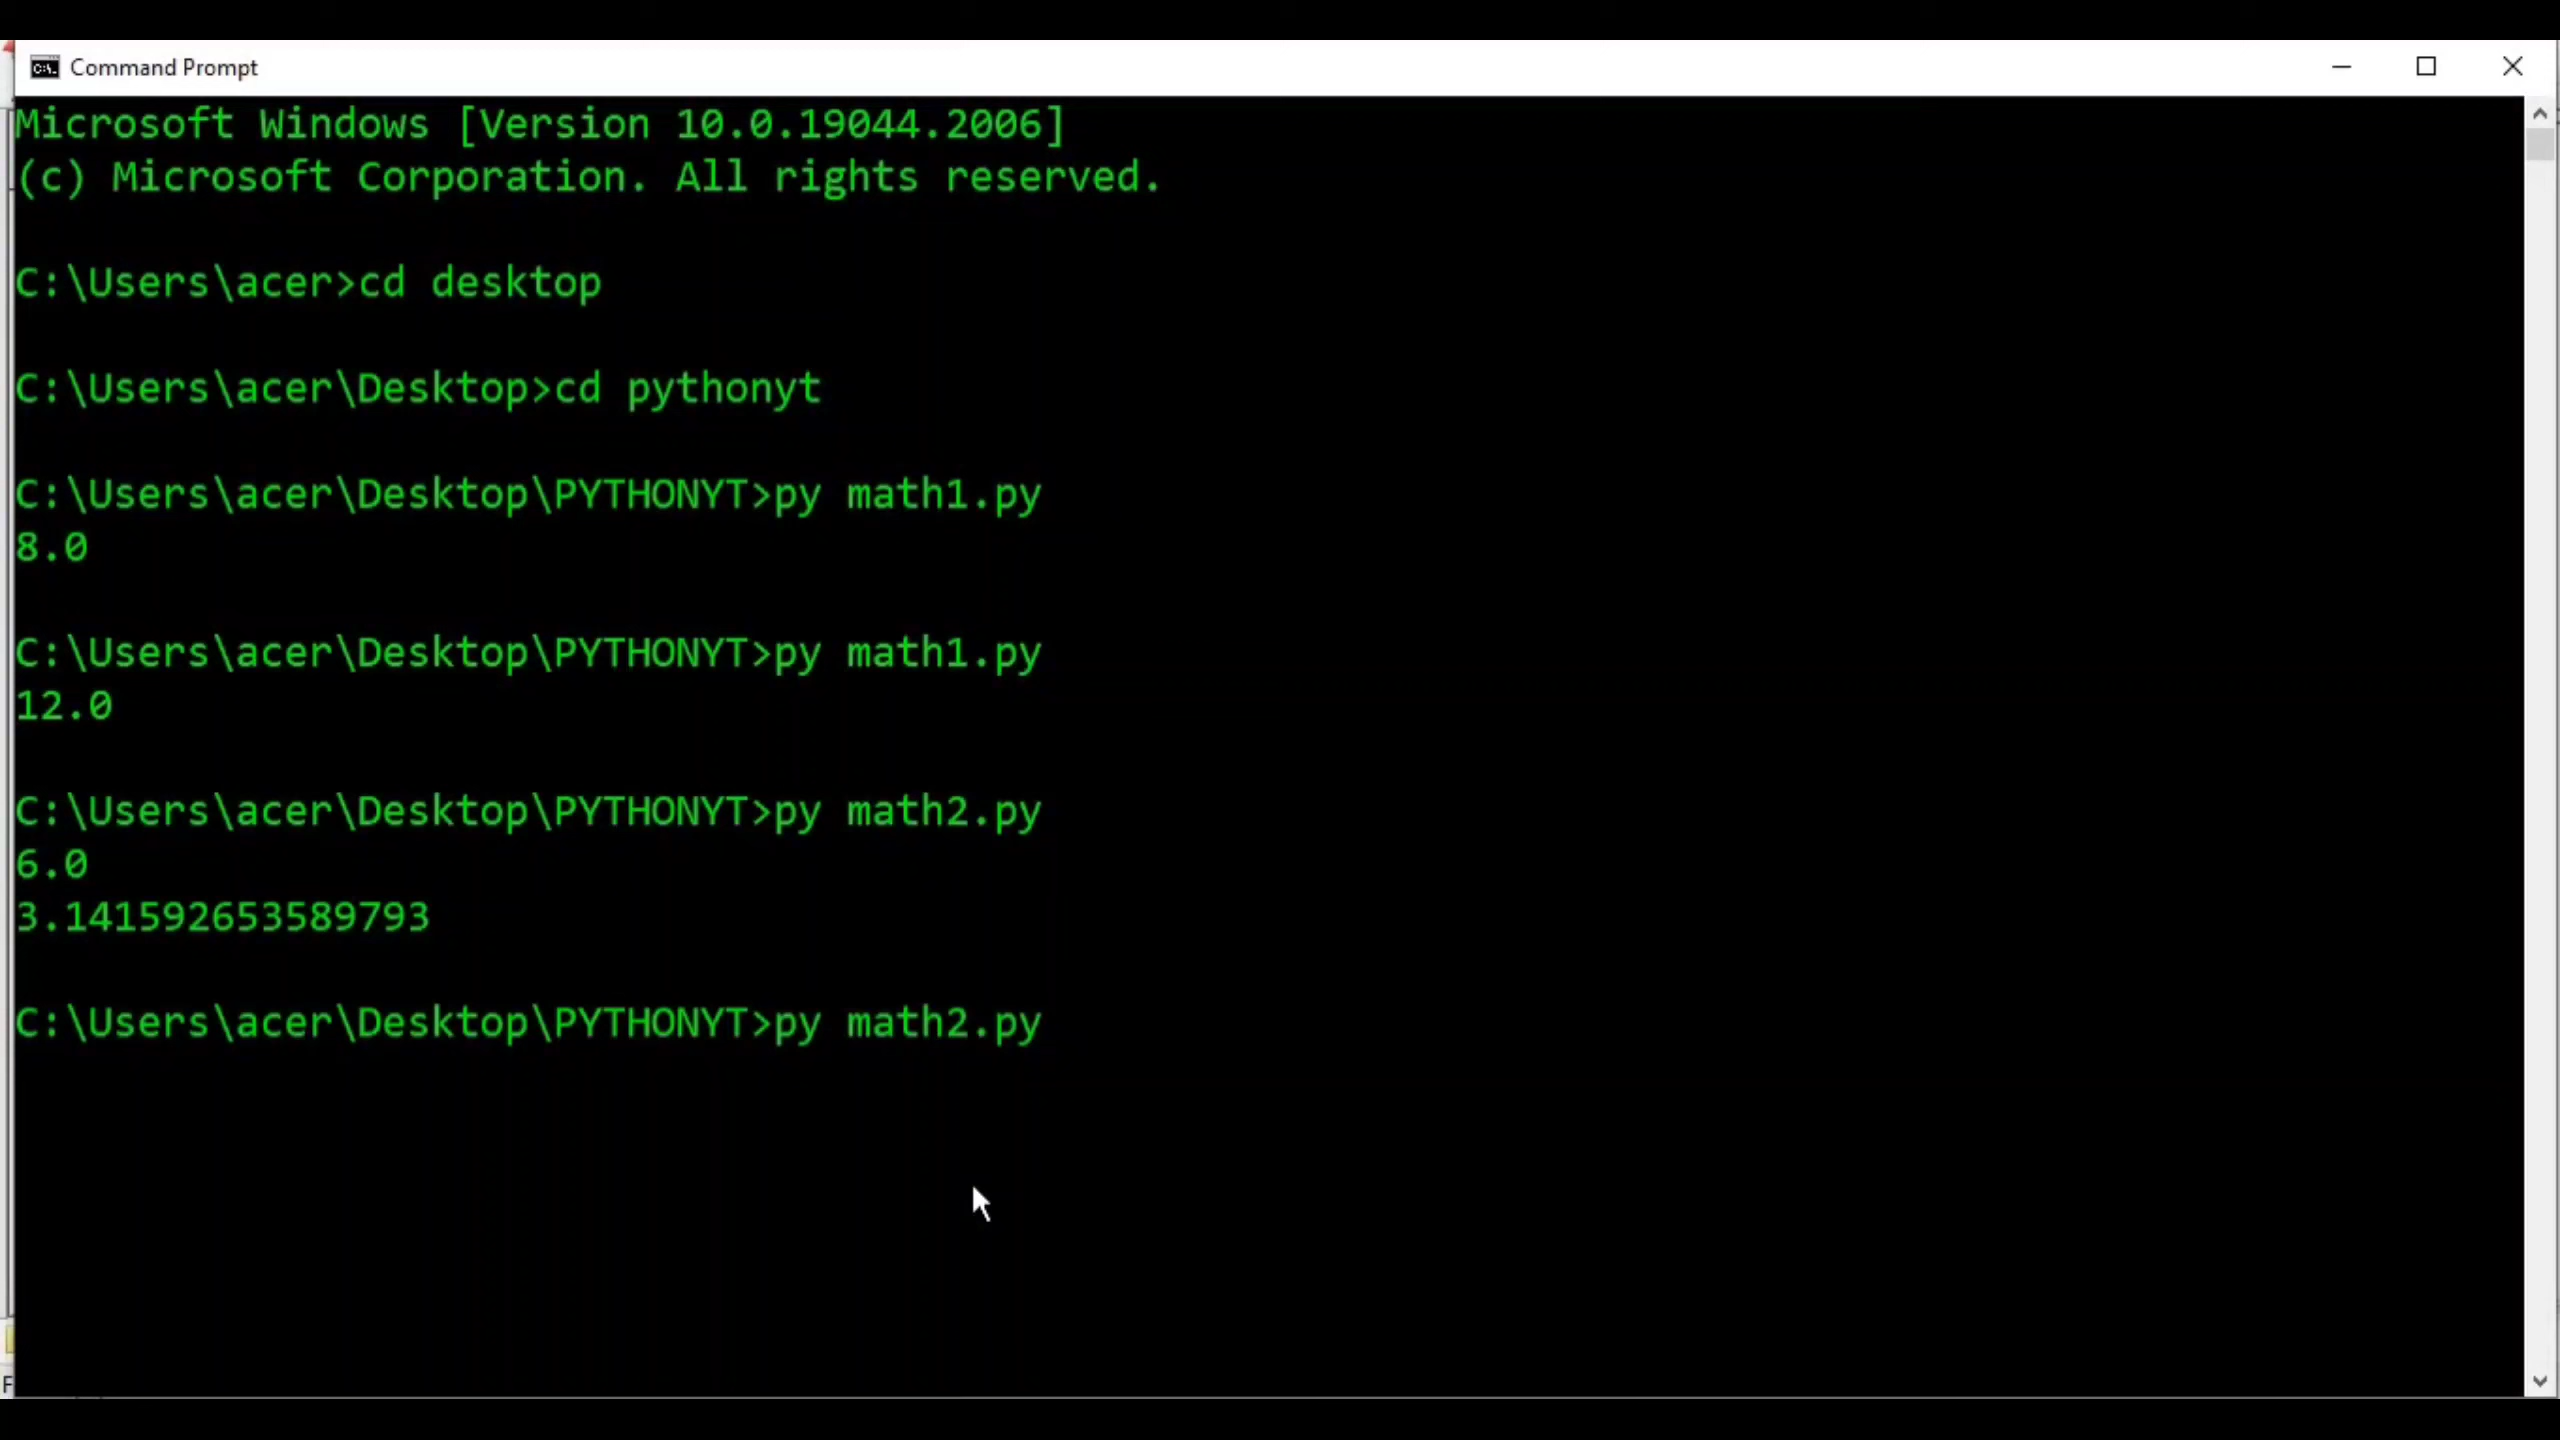 Command Prompt
Microsoft Windows [Version 10.0.19044.2006]
(c) Microsoft Corporation. All rights reserved.
C:\Users\acer>cd desktop
C:\Users\acer\Desktop>cd pythonyt
C:\Users\acer\Desktop\PYTHONYT>py math1.py
8.0
C:\Users\acer\Desktop\PYTHONYT>py math1.py
12.0
C:\Users\acer\Desktop\PYTHONYT>py math2.py
6.0
3.141592653589793
C:\Users\acer\Desktop\PYTHONYT>py math2.py